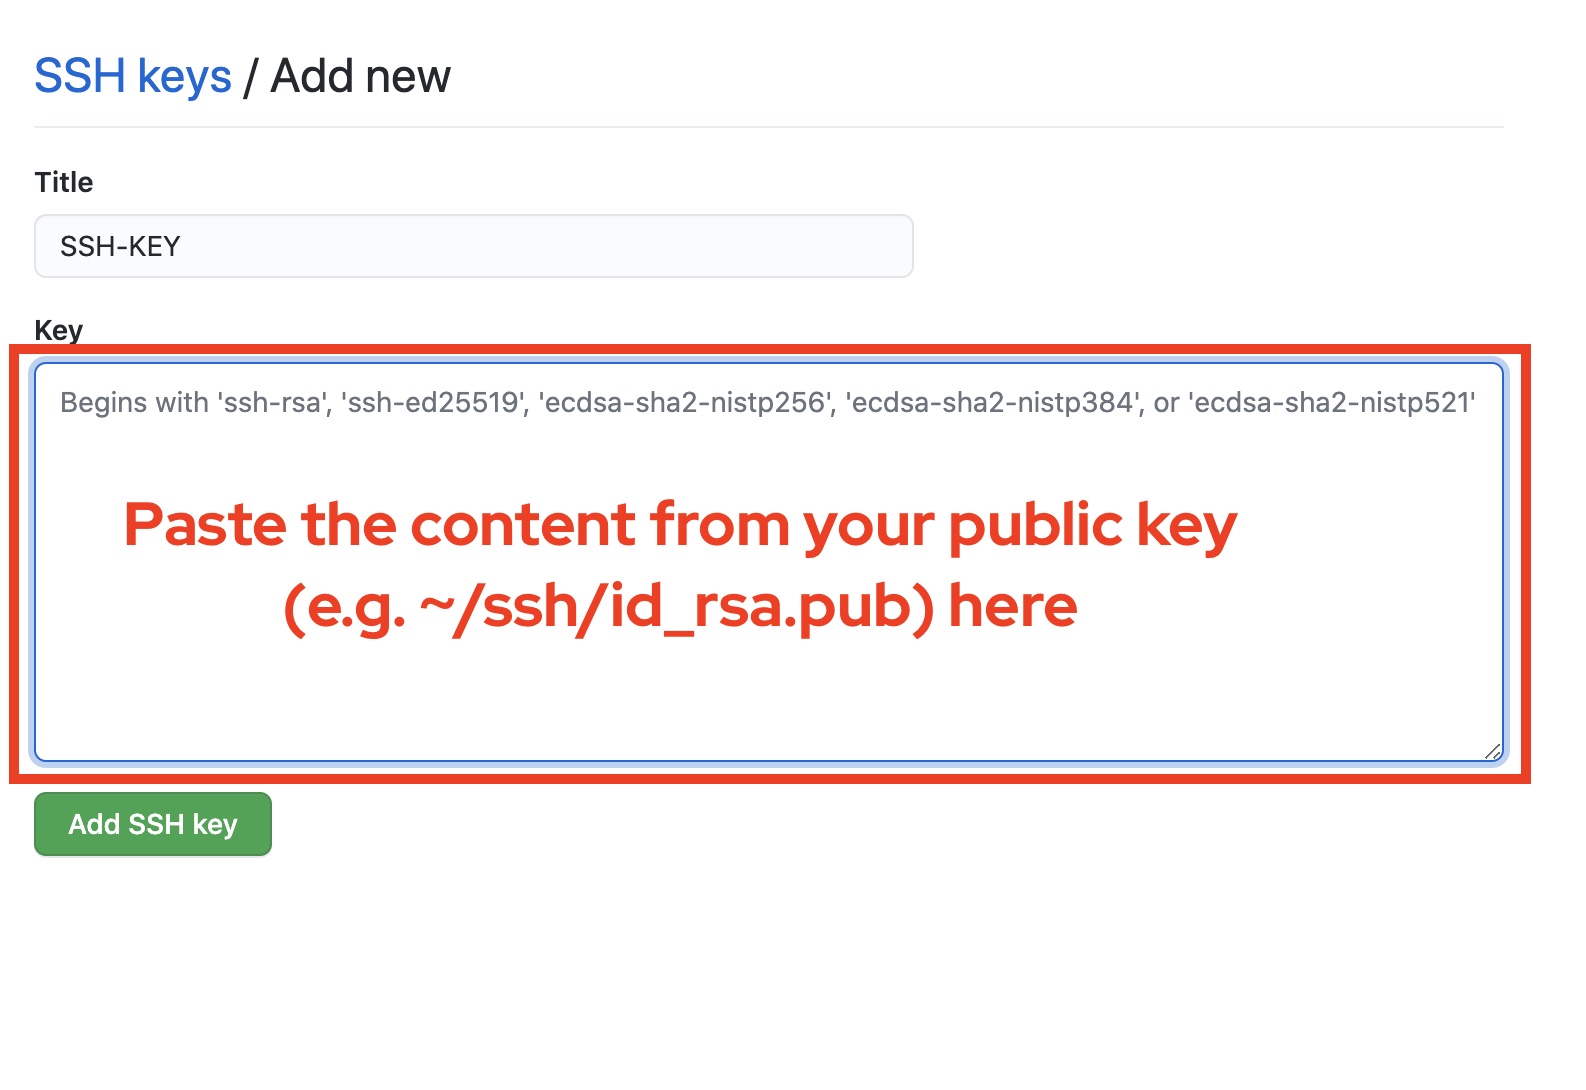 SSH keys / Add new
Title
SSH-KEY
Key
Begins with 'ssh-rsa', 'ssh-ed25519', 'ecdsa-sha2-nistp256', 'ecdsa-sha2-nistp384', or 'ecdsa-sha2-nistp521'
Paste the content from your public key
(e.g. ~/ssh/id_rsa.pub) here
Add SSH key